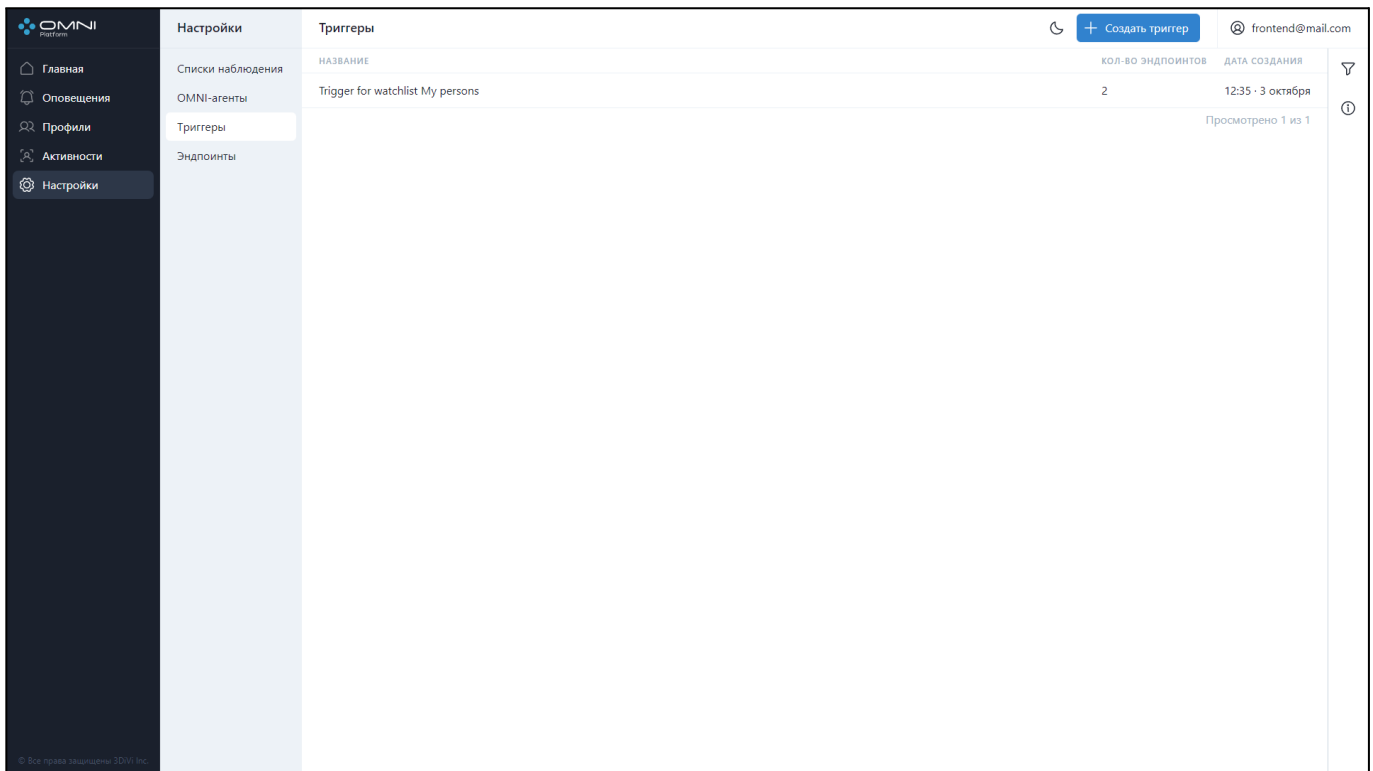 OMNI
Platform
Главная
Оповещения
Профили
Активности
Настройки
© Все права защищены 3DiVi Inc.
Настройки
Списки наблюдения
OMNI-агенты
Триггеры
Эндпоинты
Триггеры
Создать триггер
frontend@mail.com
НАЗВАНИЕ КОЛ-ВО ЭНДПОИНТОВ ДАТА СОЗДАНИЯ
Trigger for watchlist My persons 2 12:35 · 3 октября
Просмотрено 1 из 1